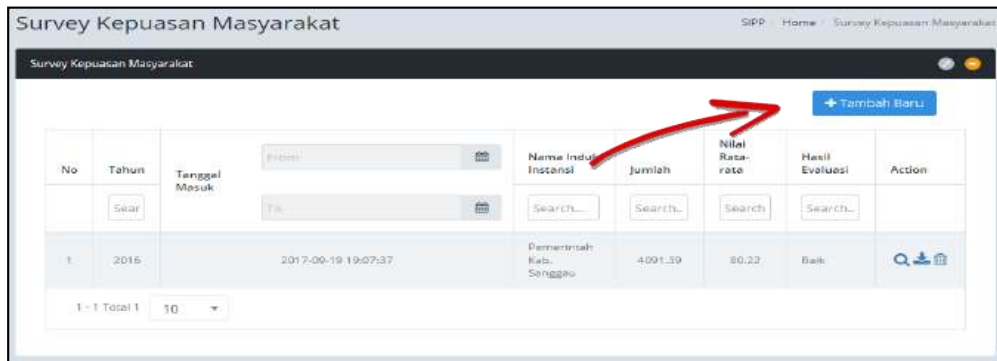 Survey Kepuasan Masyarakat
SIPP / Home / Survey Kepuasan Masyarakat
Survey Kepuasan Masyarakat
+ Tambah Baru
No
Tahun
Tanggal
Masuk
From
To
Nama Induk
Instansi
Jumlah
Nilai
Rata-
rata
Hasil
Evaluasi
Action
Sear
Search...
Search...
Search
Search...
1
2016
2017-09-19 19:07:37
Pemerintah
Kab.
Sanggau
4091.39
80.22
Baik
1 - 1 Total 1
10